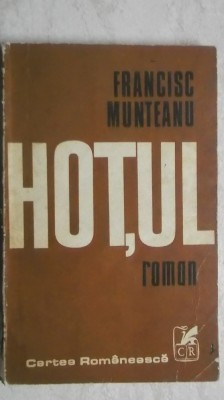 FRANCISC
MUNTEANU
HOȚUL
roman
CR
Cartea Românească